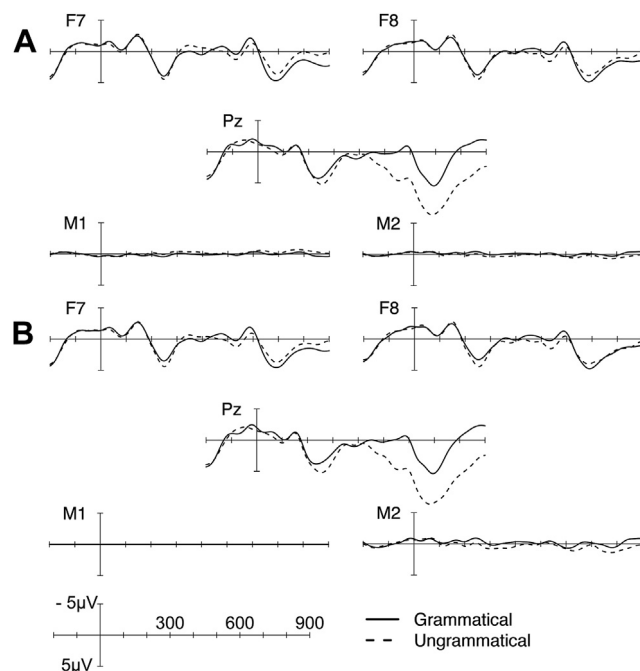 A
F7 F8
Pz
M1 M2
B
F7 F8
Pz
M1 M2
- 5μV
300 600 900
5μV
Grammatical
Ungrammatical